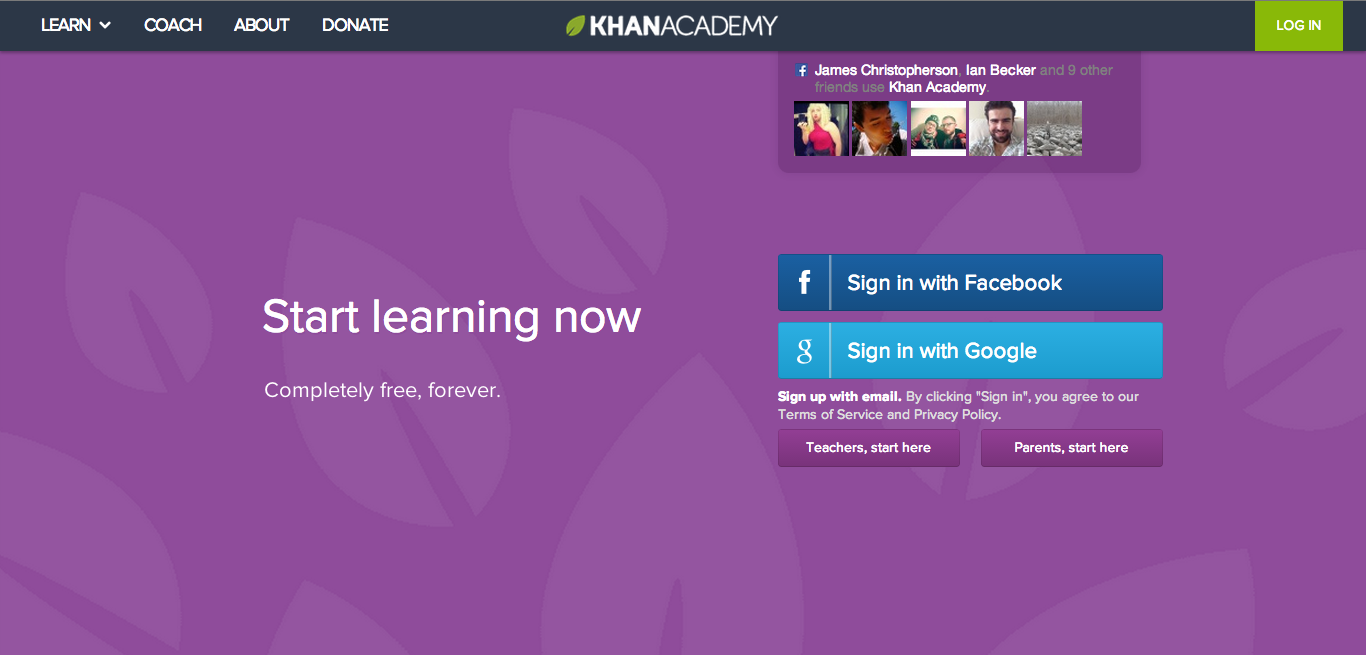 LEARN COACH ABOUT DONATE KHANACADEMY LOG IN
James Christopherson, Ian Becker and 9 other
friends use Khan Academy.
Start learning now
Completely free, forever.
f Sign in with Facebook
g Sign in with Google
Sign up with email. By clicking "Sign in", you agree to our
Terms of Service and Privacy Policy.
Teachers, start here Parents, start here